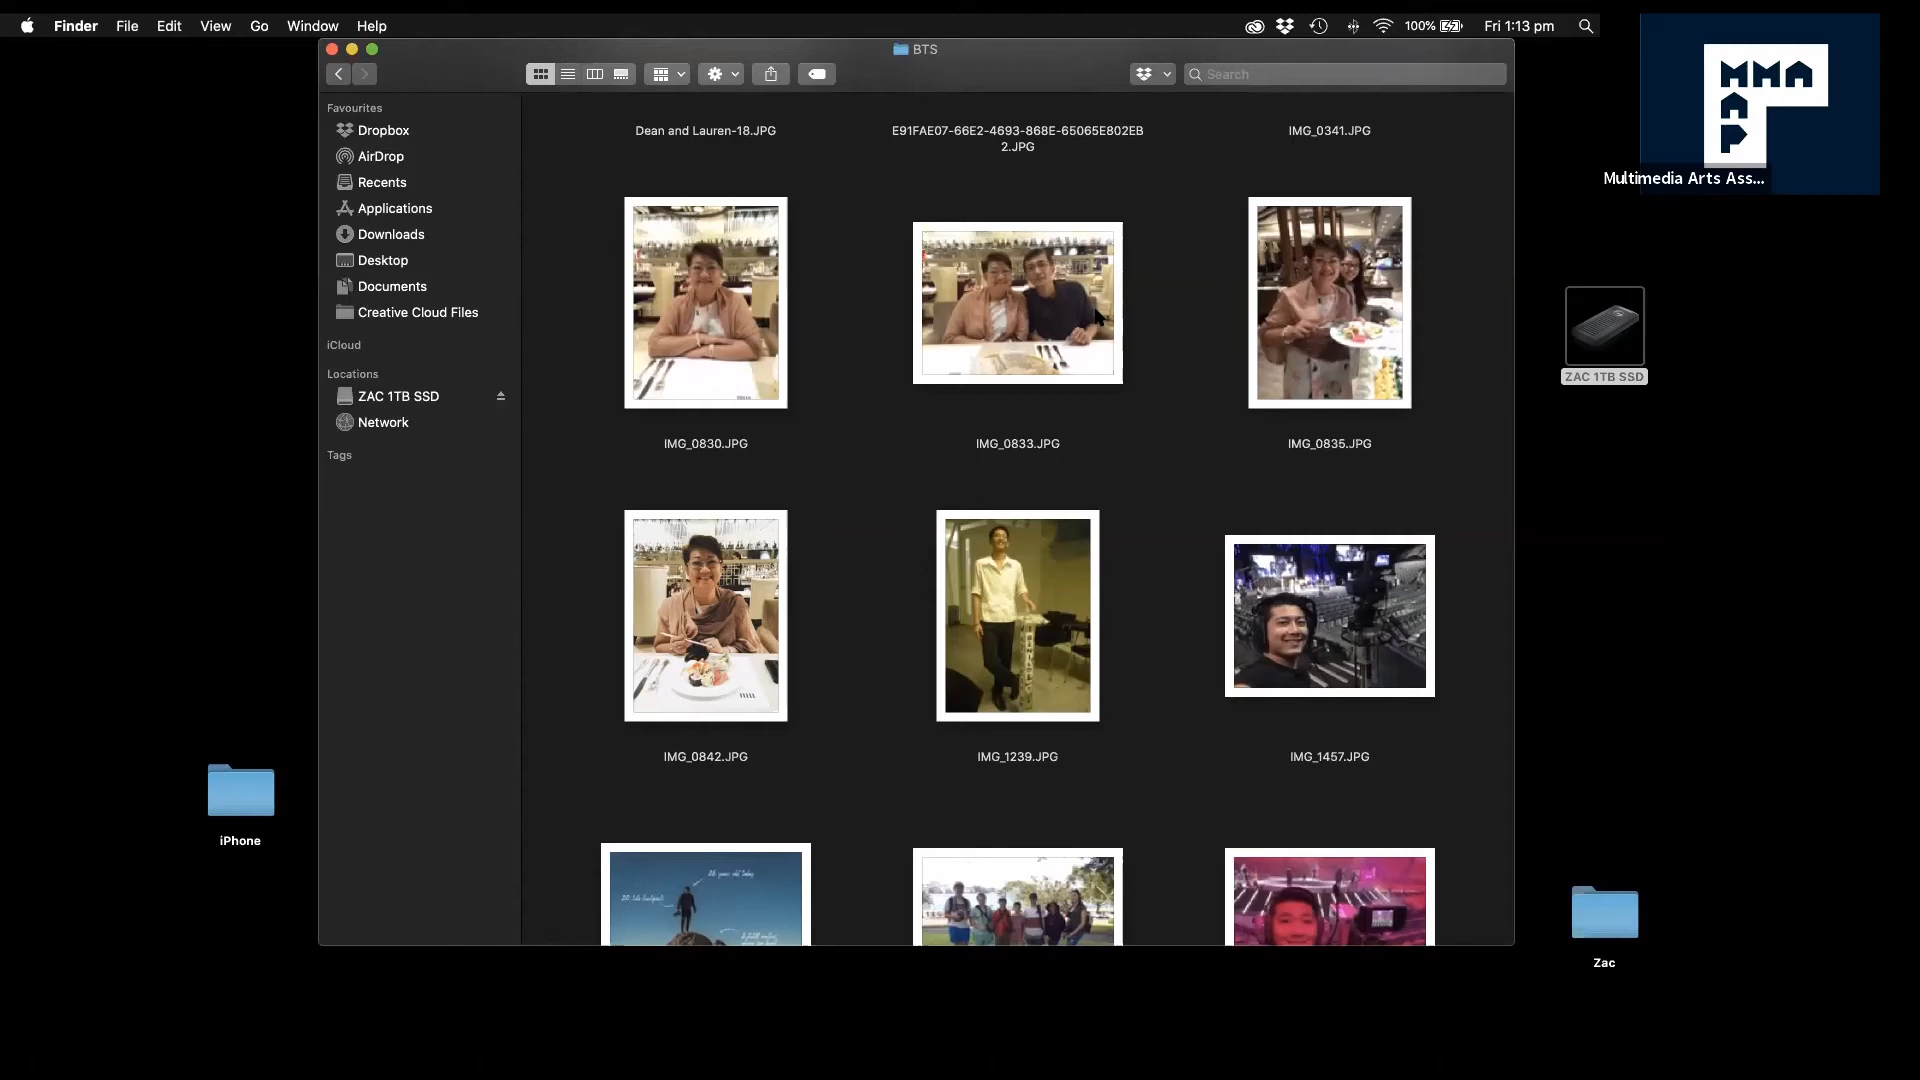 Finder File Edit View Go Window Help
100% Fri 1:13 pm
BTS
Search
MMA
AP
Multimedia Arts Ass...
Favourites
Dropbox
AirDrop
Recents
Applications
Downloads
Desktop
Documents
Creative Cloud Files
iCloud
Locations
ZAC 1TB SSD
Network
Tags
Dean and Lauren-18.JPG
E91FAE07-66E2-4693-868E-65065E802EB
2.JPG
IMG_0341.JPG
IMG_0830.JPG
IMG_0833.JPG
IMG_0835.JPG
IMG_0842.JPG
IMG_1239.JPG
IMG_1457.JPG
ZAC 1TB SSD
iPhone
Zac